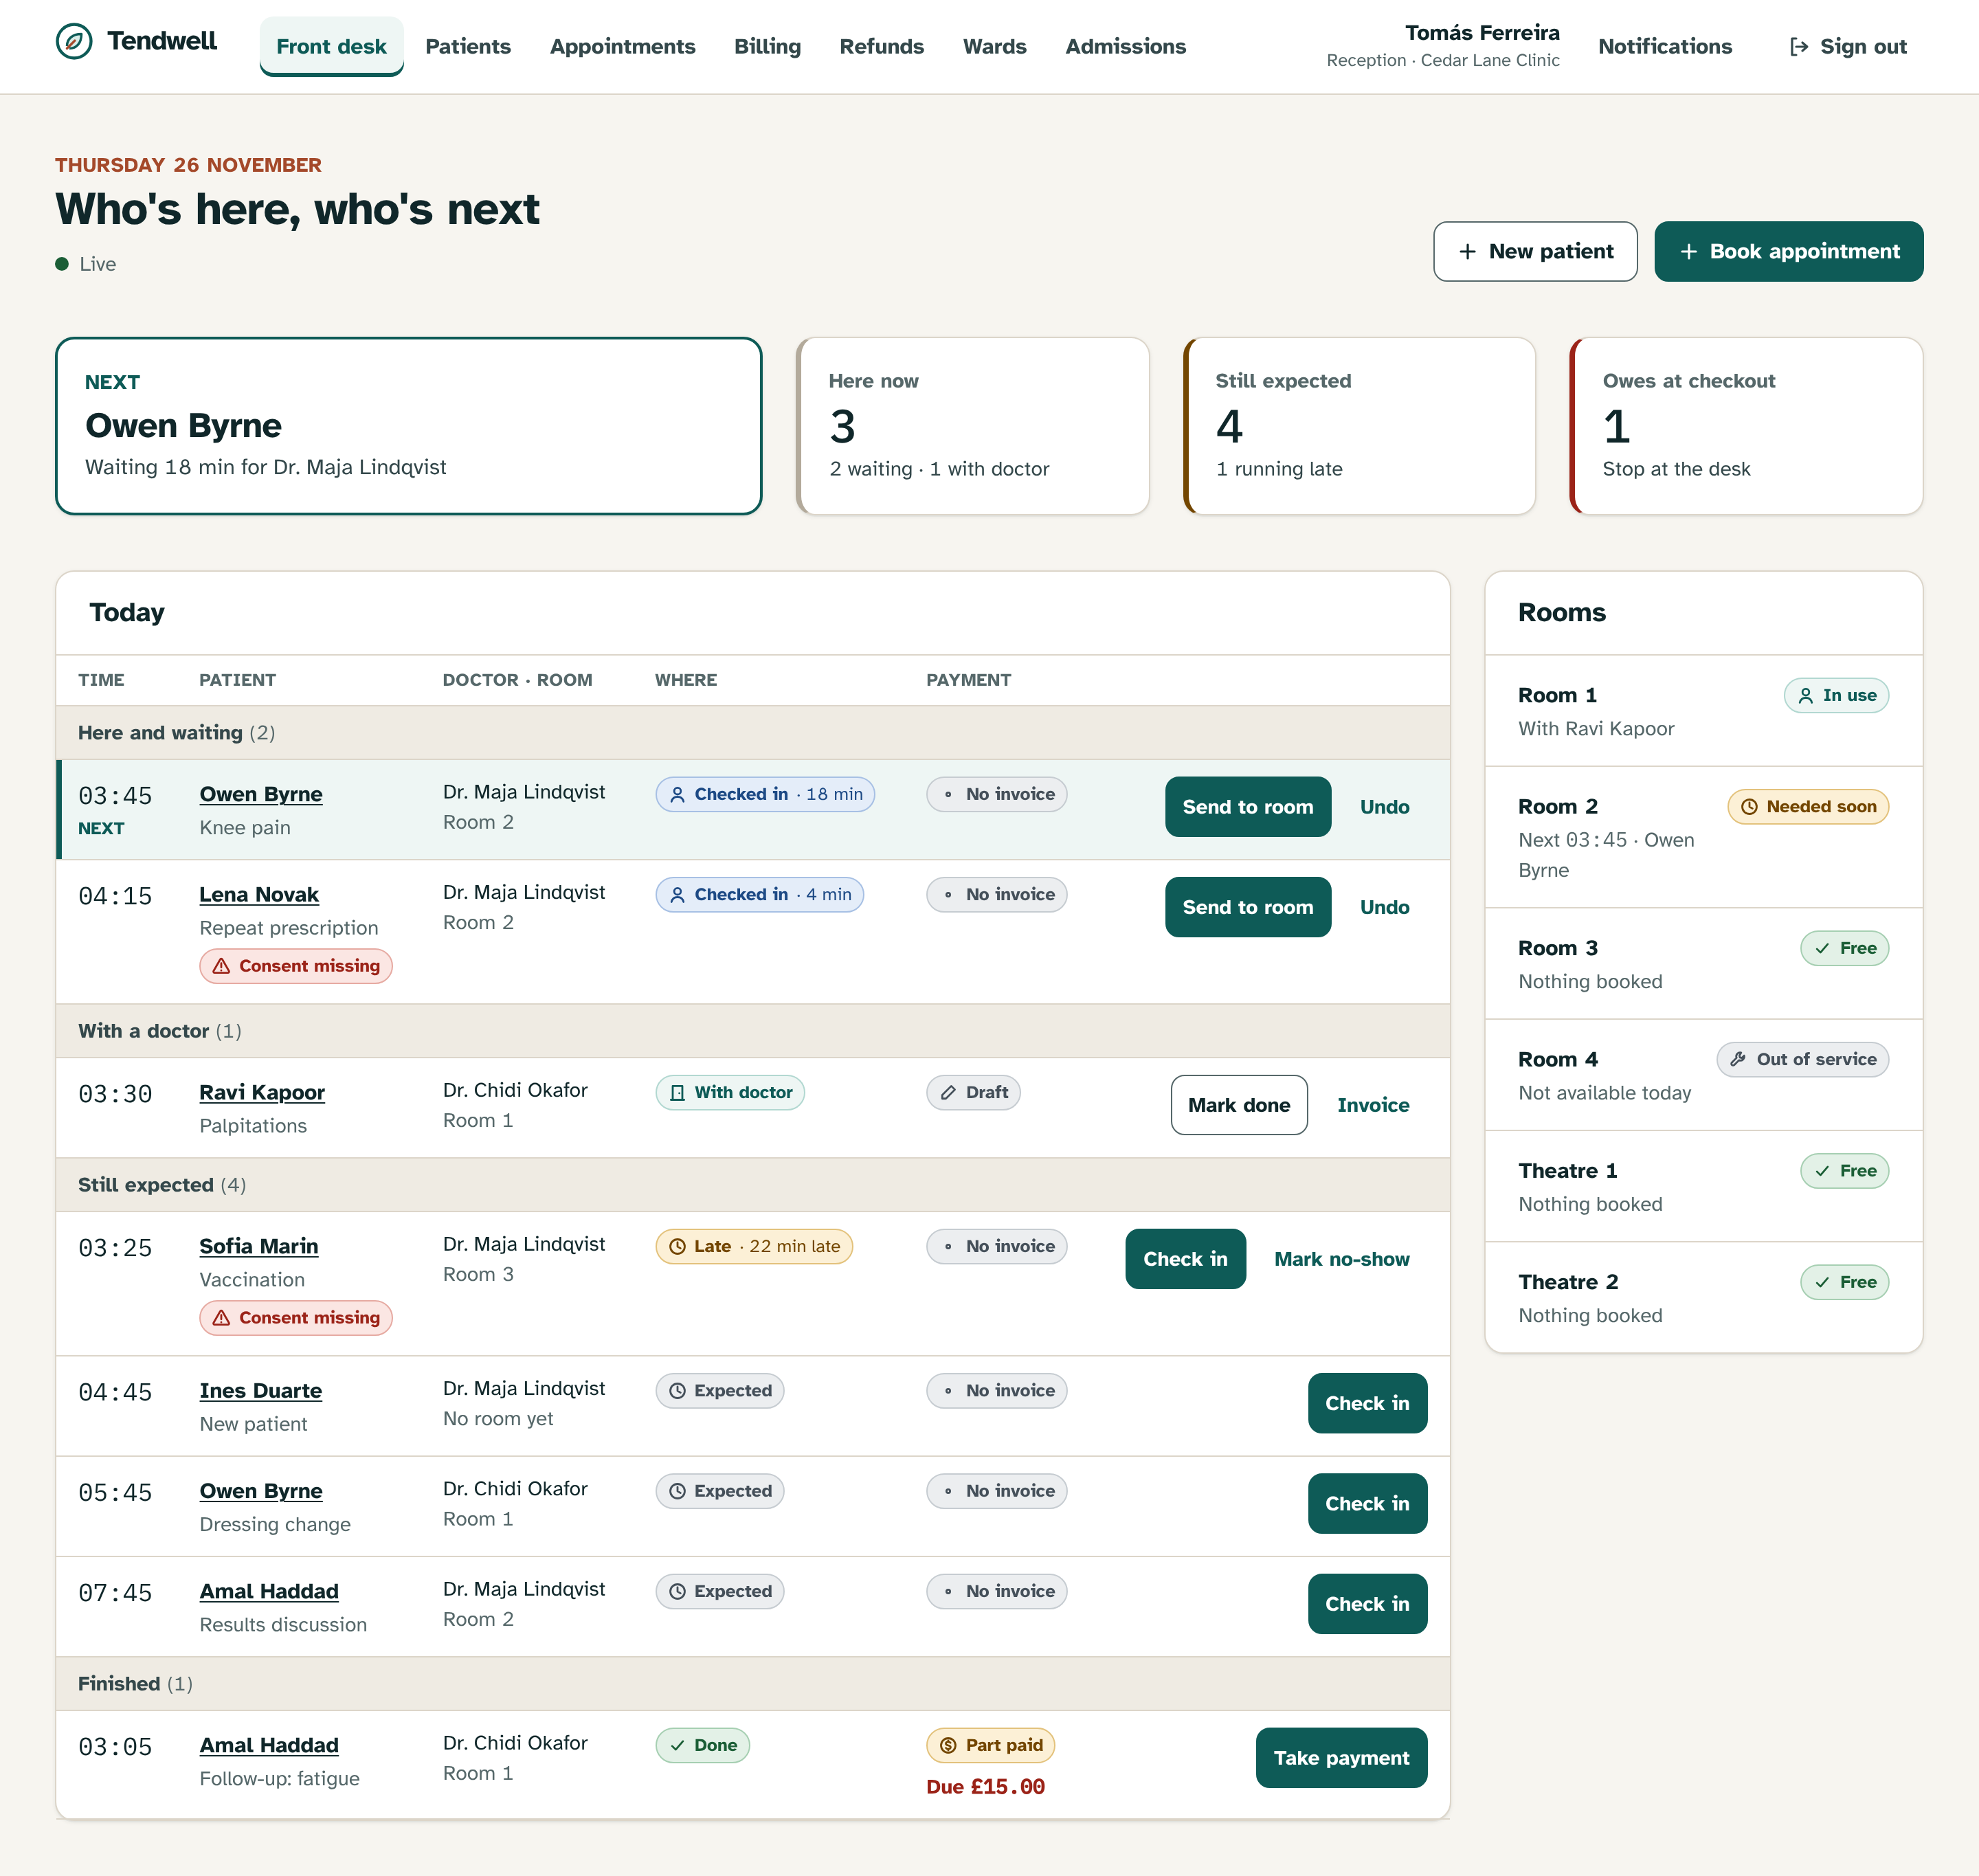 Tendwell
Front desk
Patients
Appointments
Billing
Refunds
Wards
Admissions
Tomás Ferreira
Reception · Cedar Lane Clinic
Notifications
Sign out
THURSDAY 26 NOVEMBER
Who's here, who's next
Live
New patient
Book appointment
NEXT
Owen Byrne
Waiting 18 min for Dr. Maja Lindqvist
Here now
3
2 waiting · 1 with doctor
Still expected
4
1 running late
Owes at checkout
1
Stop at the desk
Today
TIME PATIENT DOCTOR · ROOM WHERE PAYMENT
Here and waiting (2)
03:45 Owen Byrne Dr. Maja Lindqvist Checked in · 18 min No invoice Send to room Undo
NEXT Knee pain Room 2
04:15 Lena Novak Dr. Maja Lindqvist Checked in · 4 min No invoice Send to room Undo
Repeat prescription Room 2
Consent missing
With a doctor (1)
03:30 Ravi Kapoor Dr. Chidi Okafor With doctor Draft Mark done Invoice
Palpitations Room 1
Still expected (4)
03:25 Sofia Marin Dr. Maja Lindqvist Late · 22 min late No invoice Check in Mark no-show
Vaccination Room 3
Consent missing
04:45 Ines Duarte Dr. Maja Lindqvist Expected No invoice Check in
New patient No room yet
05:45 Owen Byrne Dr. Chidi Okafor Expected No invoice Check in
Dressing change Room 1
07:45 Amal Haddad Dr. Maja Lindqvist Expected No invoice Check in
Results discussion Room 2
Finished (1)
03:05 Amal Haddad Dr. Chidi Okafor Done Part paid Take payment
Follow-up: fatigue Room 1 Due £15.00
Rooms
Room 1 In use
With Ravi Kapoor
Room 2 Needed soon
Next 03:45 · Owen
Byrne
Room 3 Free
Nothing booked
Room 4 Out of service
Not available today
Theatre 1 Free
Nothing booked
Theatre 2 Free
Nothing booked